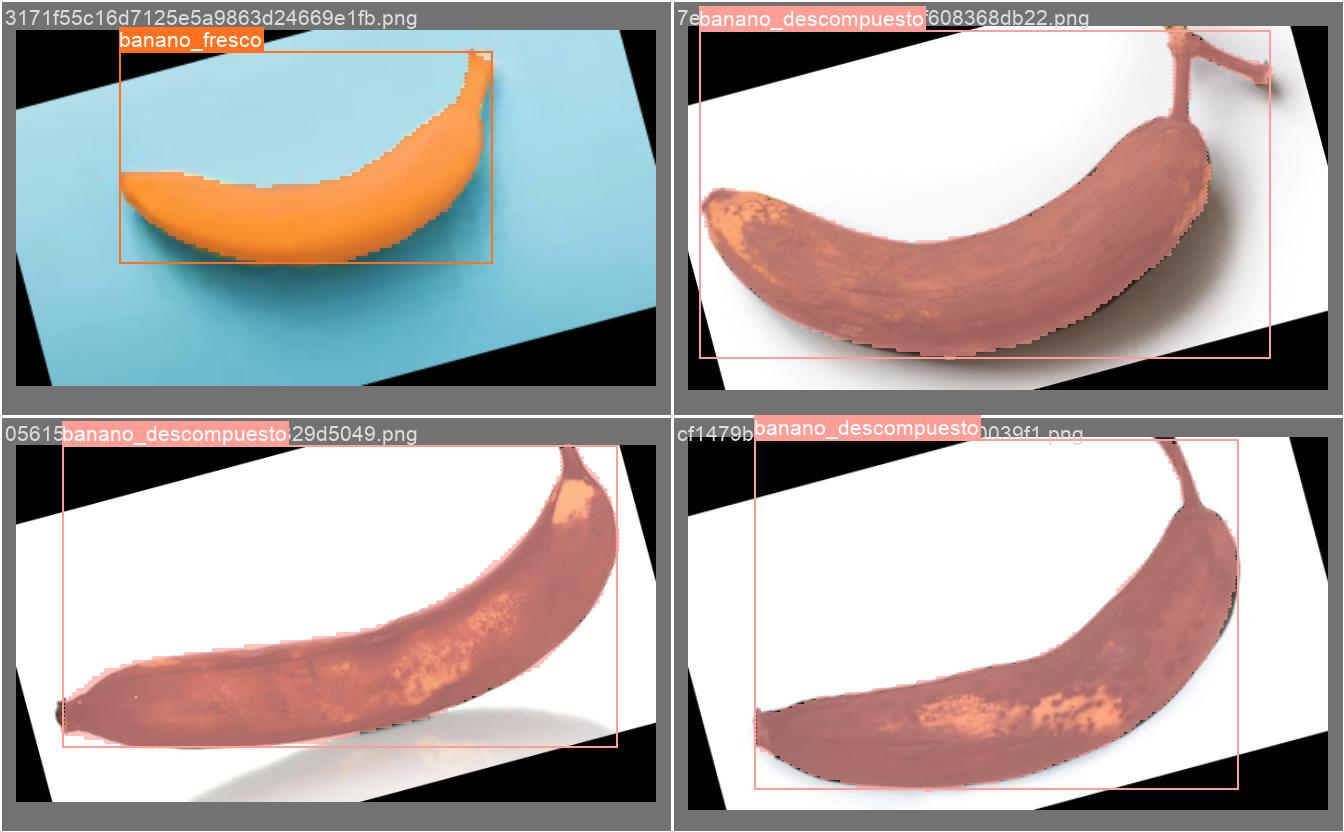 3171f55c16d7125e5a9863d24669e1fb.png
banano_fresco
7e banano_descompuesto f608368db22.png
05615 banano_descompuesto 29d5049.png
cf1479b banano_descompuesto 0039f1.png